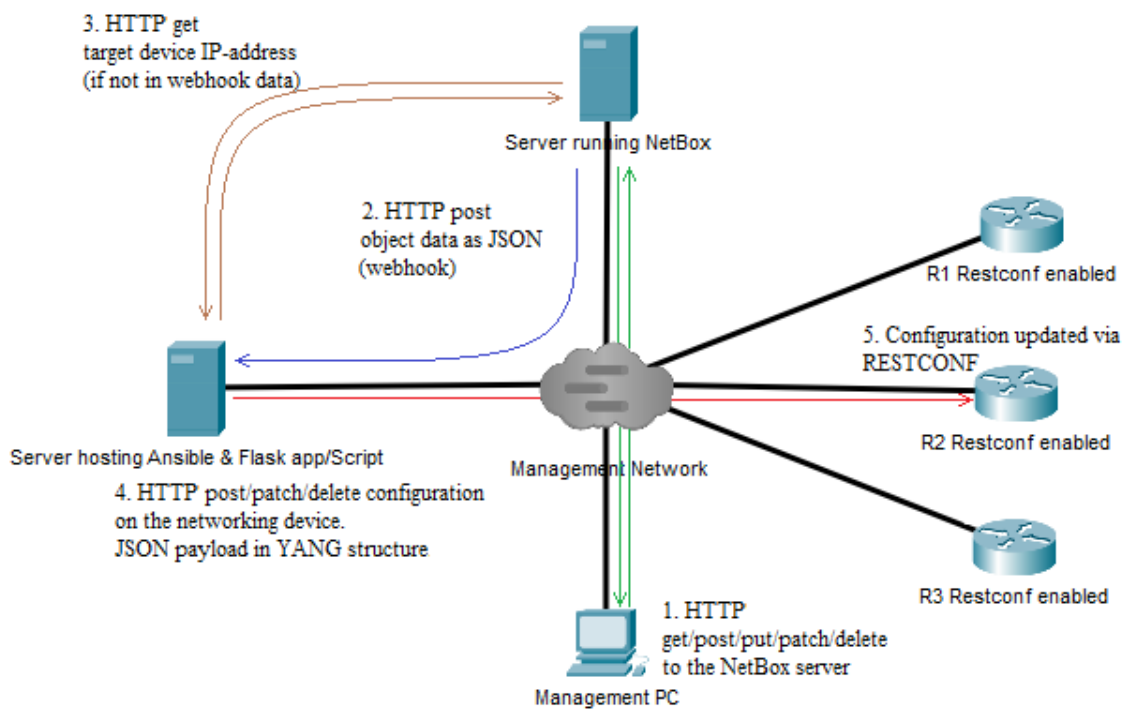 3. HTTP get
target device IP-address
(if not in webhook data)
Server running NetBox
2. HTTP post
object data as JSON
(webhook)
R1 Restconf enabled
5. Configuration updated via
RESTCONF
R2 Restconf enabled
Server hosting Ansible & Flask app/Script
Management Network
4. HTTP post/patch/delete configuration
on the networking device.
JSON payload in YANG structure
R3 Restconf enabled
1. HTTP
get/post/put/patch/delete
to the NetBox server
Management PC